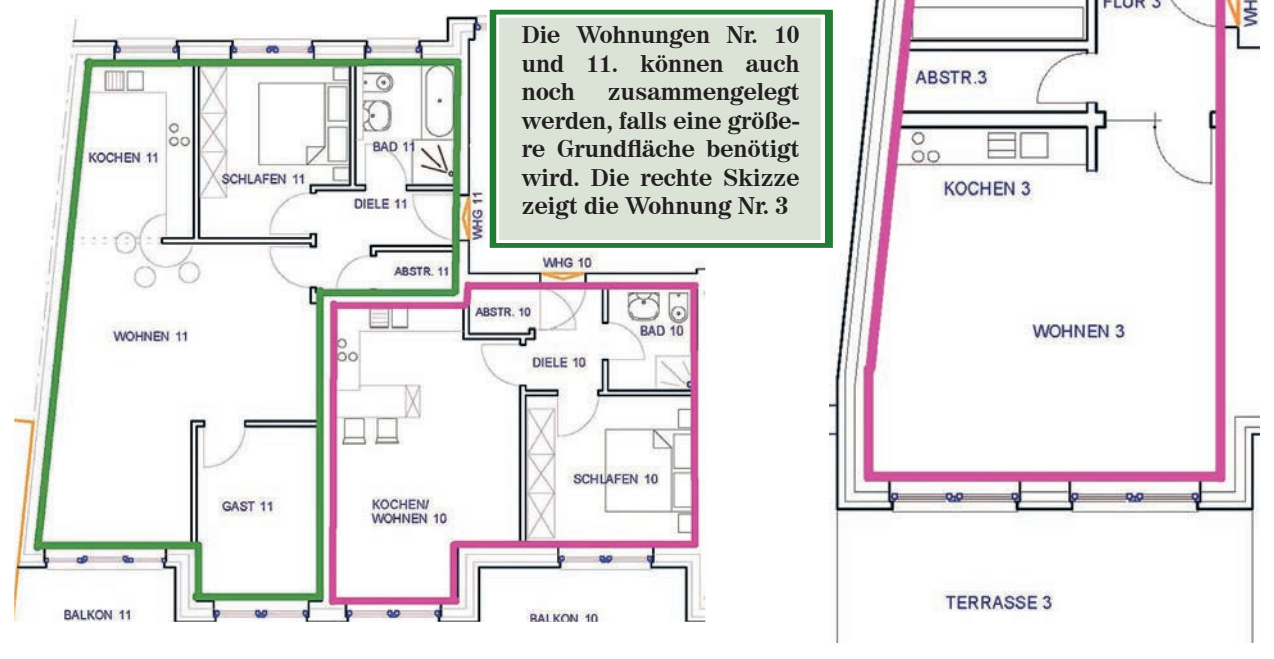 Die Wohnungen Nr. 10
und 11. können auch
noch zusammengelegt
werden, falls eine größe-
re Grundfläche benötigt
wird. Die rechte Skizze
zeigt die Wohnung Nr. 3
KOCHEN 11
SCHLAFEN 11
BAD 11
DIELE 11
WHG 11
ABSTR. 11
WOHNEN 11
GAST 11
BALKON 11
WHG 10
ABSTR. 10
BAD 10
DIELE 10
SCHLAFEN 10
KOCHEN/
WOHNEN 10
BALKON 10
FLUR 3
WHG
ABSTR.3
KOCHEN 3
WOHNEN 3
TERRASSE 3